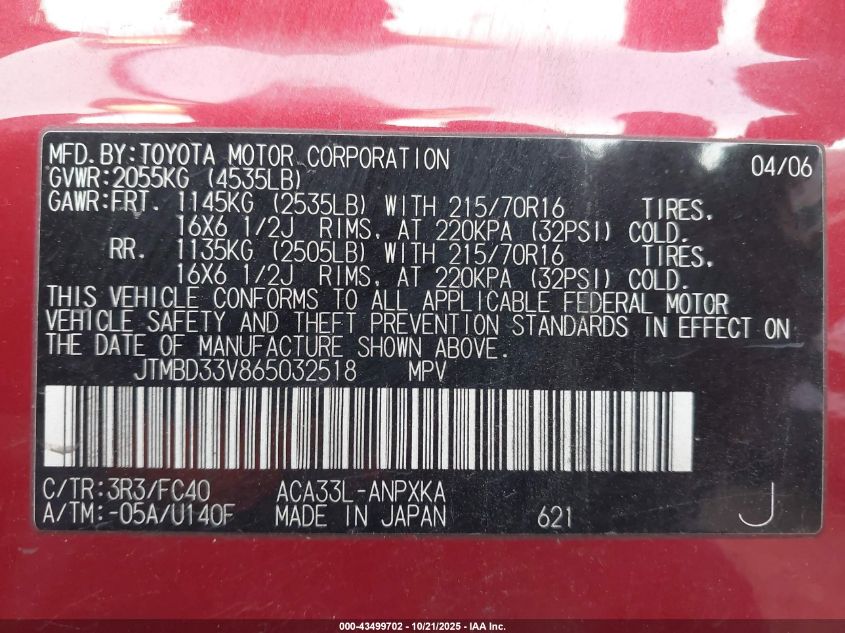 MFD.BY:TOYOTA MOTOR CORPORATION 04/06
GVWR:2055KG (4535LB)
GAWR:FRT. 1145KG (2535LB) WITH 215/70R16 TIRES,
16X6 1/2J RIMS, AT 220KPA (32PSI) COLD.
RR. 1135KG (2505LB) WITH 215/70R16 TIRES,
16X6 1/2J RIMS, AT 220KPA (32PSI) COLD.
THIS VEHICLE CONFORMS TO ALL APPLICABLE FEDERAL MOTOR
VEHICLE SAFETY AND THEFT PREVENTION STANDARDS IN EFFECT ON
THE DATE OF MANUFACTURE SHOWN ABOVE.
JTMBD33V865032518 MPV
C/TR:3R3/FC40 ACA33L-ANPXKA
A/TM:-05A/U140F MADE IN JAPAN 621 J
000-43499702 - 10/21/2025 - IAA Inc.